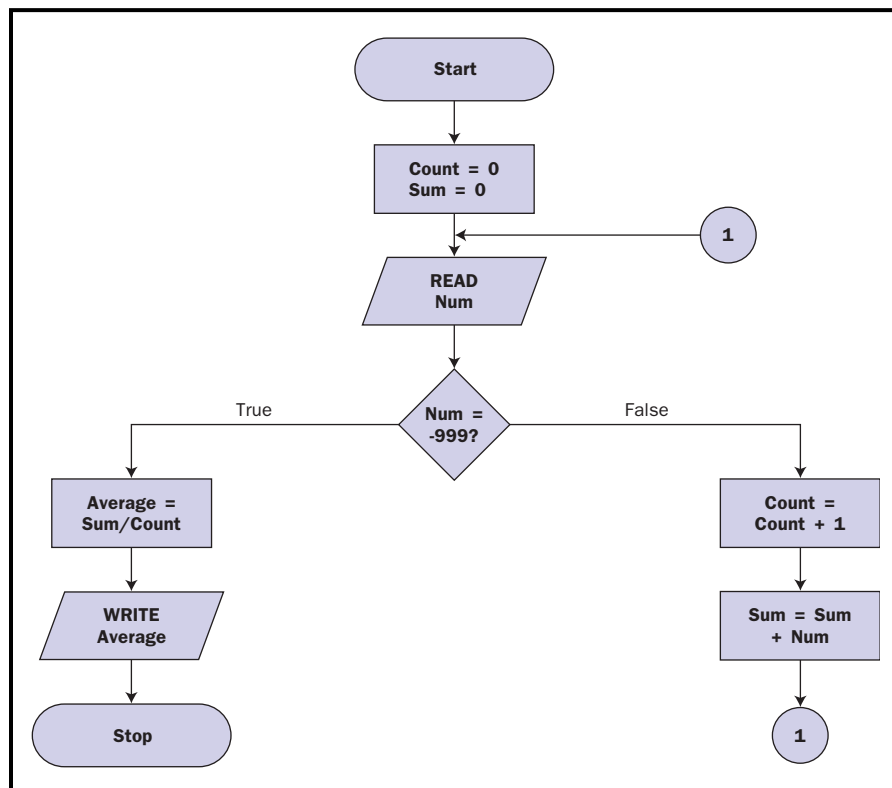 Start
Count = 0
Sum = 0
1
READ
Num
Num =
-999?
True
False
Average =
Sum/Count
Count =
Count + 1
WRITE
Average
Sum = Sum
+ Num
Stop
1